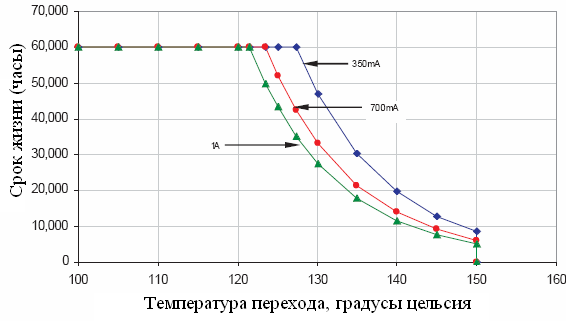 70,000
60,000
50,000
40,000
30,000
20,000
10,000
0
Срок жизни (часы)
350mA
700mA
1A
100 110 120 130 140 150 160
Температура перехода, градусы цельсия